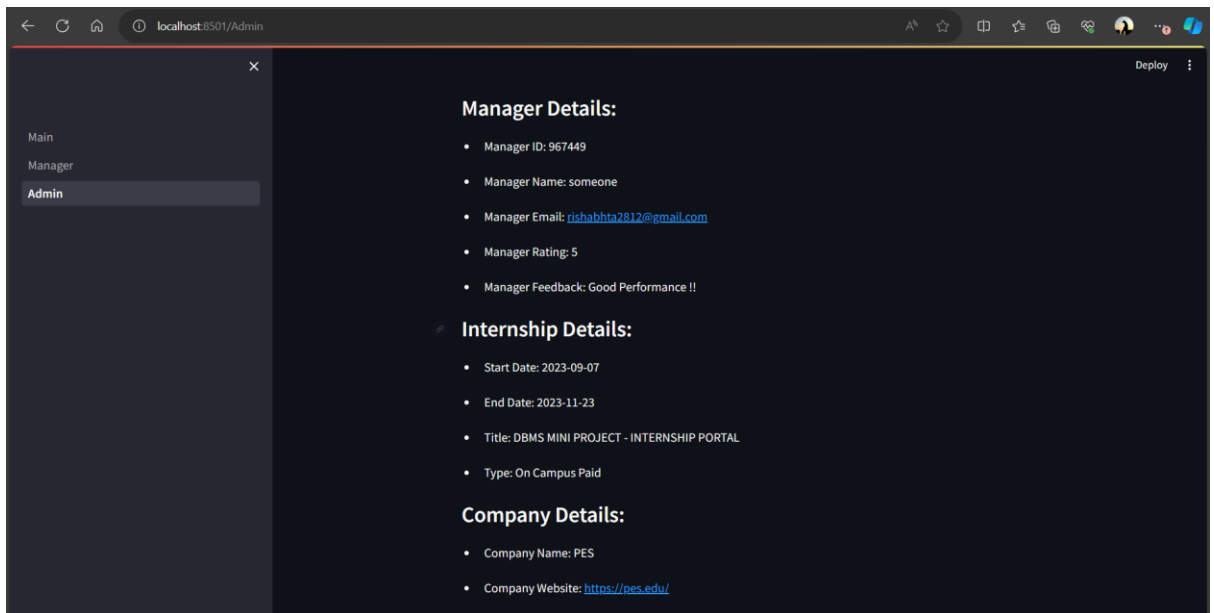 localhost:8501/Admin
Deploy
Main
Manager
Admin
Manager Details:
Manager ID: 967449
Manager Name: someone
Manager Email: rishabhta2812@gmail.com
Manager Rating: 5
Manager Feedback: Good Performance !!
Internship Details:
Start Date: 2023-09-07
End Date: 2023-11-23
Title: DBMS MINI PROJECT - INTERNSHIP PORTAL
Type: On Campus Paid
Company Details:
Company Name: PES
Company Website: https://pes.edu/